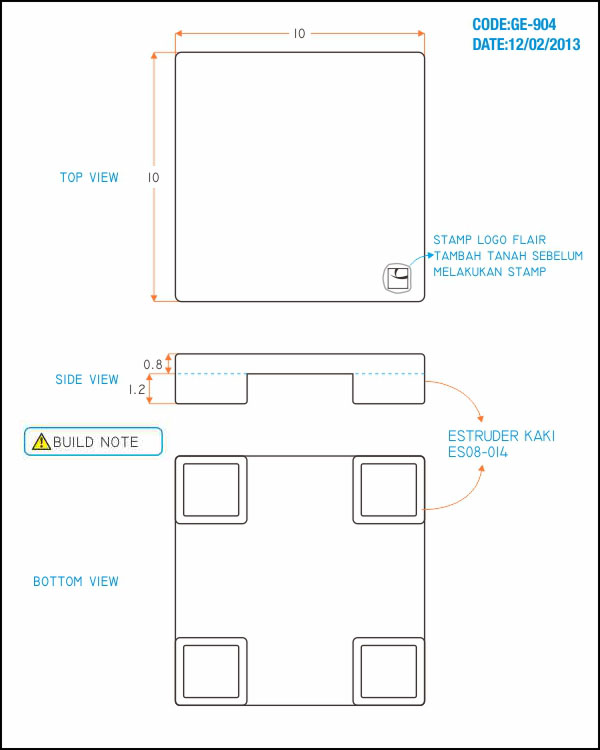 CODE:GE-904
DATE:12/02/2013
10
TOP VIEW
10
STAMP LOGO FLAIR
TAMBAH TANAH SEBELUM
MELAKUKAN STAMP
0.8
SIDE VIEW
1.2
BUILD NOTE
ESTRUDER KAKI
ES08-014
BOTTOM VIEW